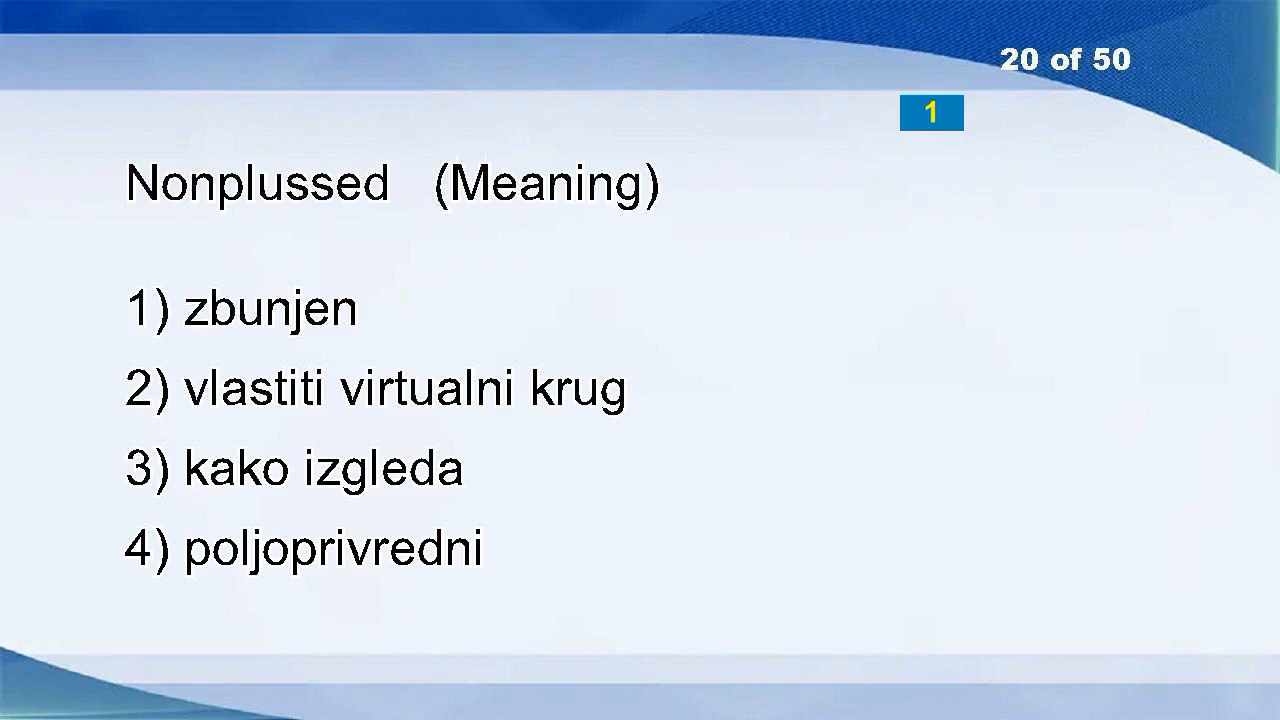 20 of 50
1
Nonplussed (Meaning)
1) zbunjen
2) vlastiti virtualni krug
3) kako izgleda
4) poljoprivredni